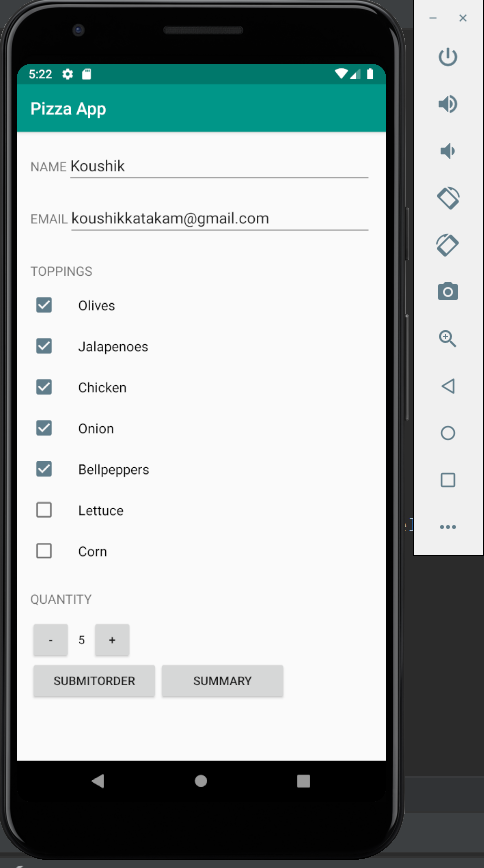 5:22
Pizza App
NAME Koushik
EMAIL koushikkatakam@gmail.com
TOPPINGS
Olives
Jalapenoes
Chicken
Onion
Bellpeppers
Lettuce
Corn
QUANTITY
- 5 +
SUBMITORDER SUMMARY